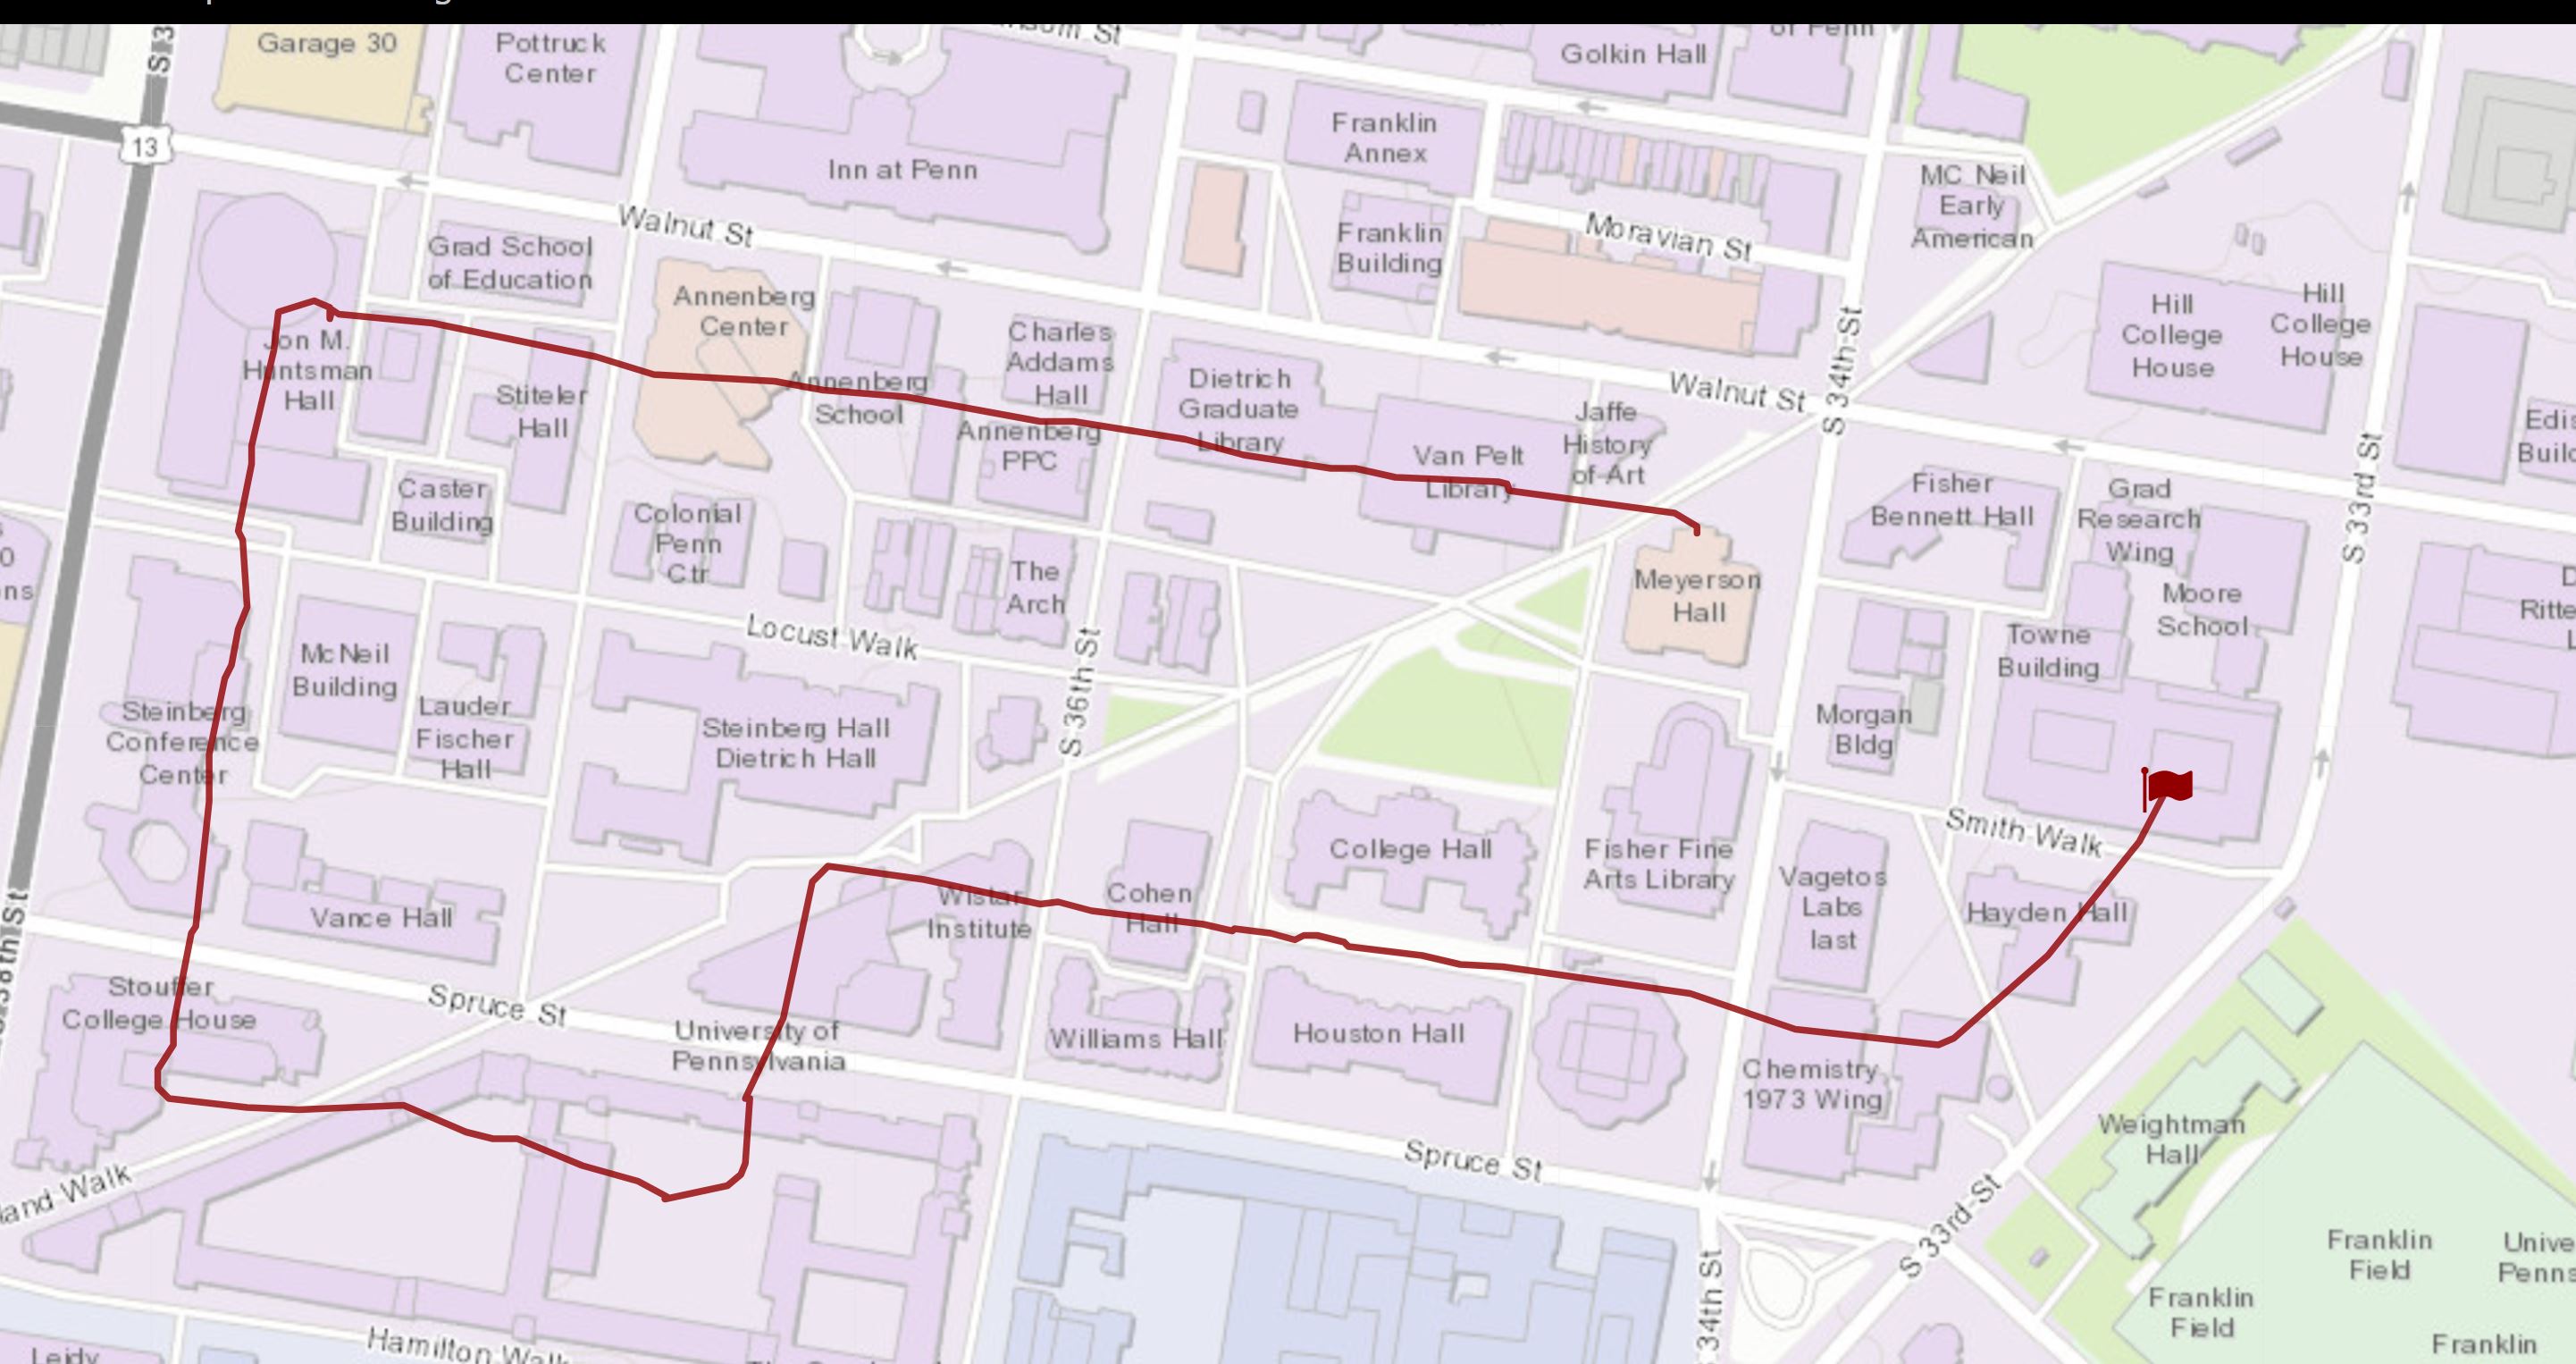 Garage 30
Pottruck
Center
Golkin Hall
of Penn
13
Inn at Penn
Franklin
Annex
MC Neil
Early
American
Walnut St
Grad School
of Education
Franklin
Building
Moravian St
Annenberg
Center
Charles
Addams
Hall
Hill
College
House
Hill
College
House
S 34th St
Jon M.
Huntsman
Hall
Stiteler
Hall
Annenberg
School
Annenberg
PPC
Dietrich
Graduate
Library
Van Pelt
Library
Jaffe
History
of Art
Walnut St
Fisher
Bennett Hall
Grad
Research
Wing
S 33rd St
Caster
Building
Colonial
Penn
Ctr
The
Arch
Meyerson
Hall
Moore
School
Towne
Building
McNeil
Building
Locust Walk
S 36th St
Lauder
Fischer
Hall
Steinberg
Conference
Center
Steinberg Hall
Dietrich Hall
Morgan
Bldg
Smith Walk
Vance Hall
Wistar
Institute
Cohen
Hall
College Hall
Fisher Fine
Arts Library
Vagetos
Labs
last
Hayden Hall
38th St
Stouffer
College House
Spruce St
University of
Pennsylvania
Williams Hall
Houston Hall
Chemistry
1973 Wing
Weightman
Hall
Spruce St
Walk
S 33rd St
34th St
Franklin
Field
Franklin
Field
Franklin
Hamilton Walk
Leidy